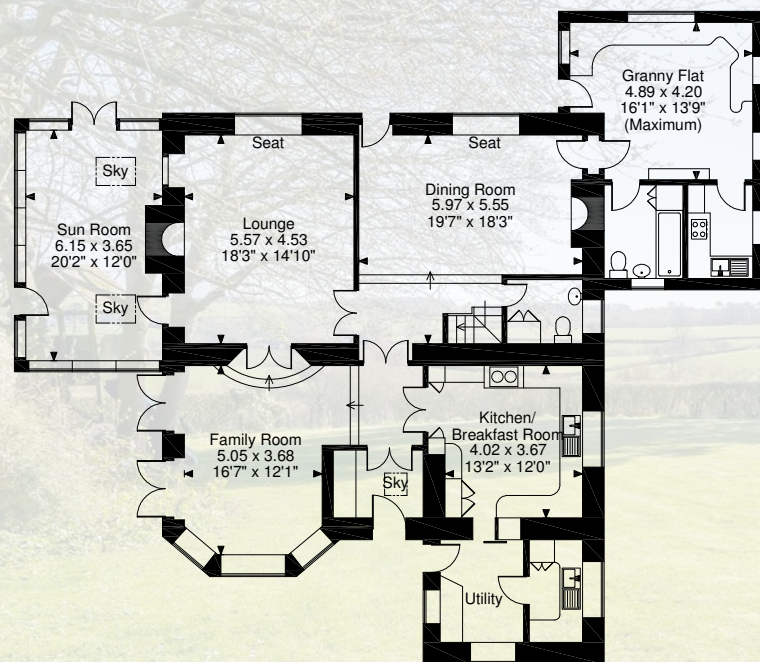 Granny Flat
4.89 x 4.20
16'1" x 13'9"
(Maximum)
Seat
Seat
Sky
Dining Room
5.97 x 5.55
19'7" x 18'3"
Sun Room
6.15 x 3.65
20'2" x 12'0"
Lounge
5.57 x 4.53
18'3" x 14'10"
Sky
Family Room
5.05 x 3.68
16'7" x 12'1"
Kitchen/
Breakfast Room
4.02 x 3.67
13'2" x 12'0"
Sky
Utility